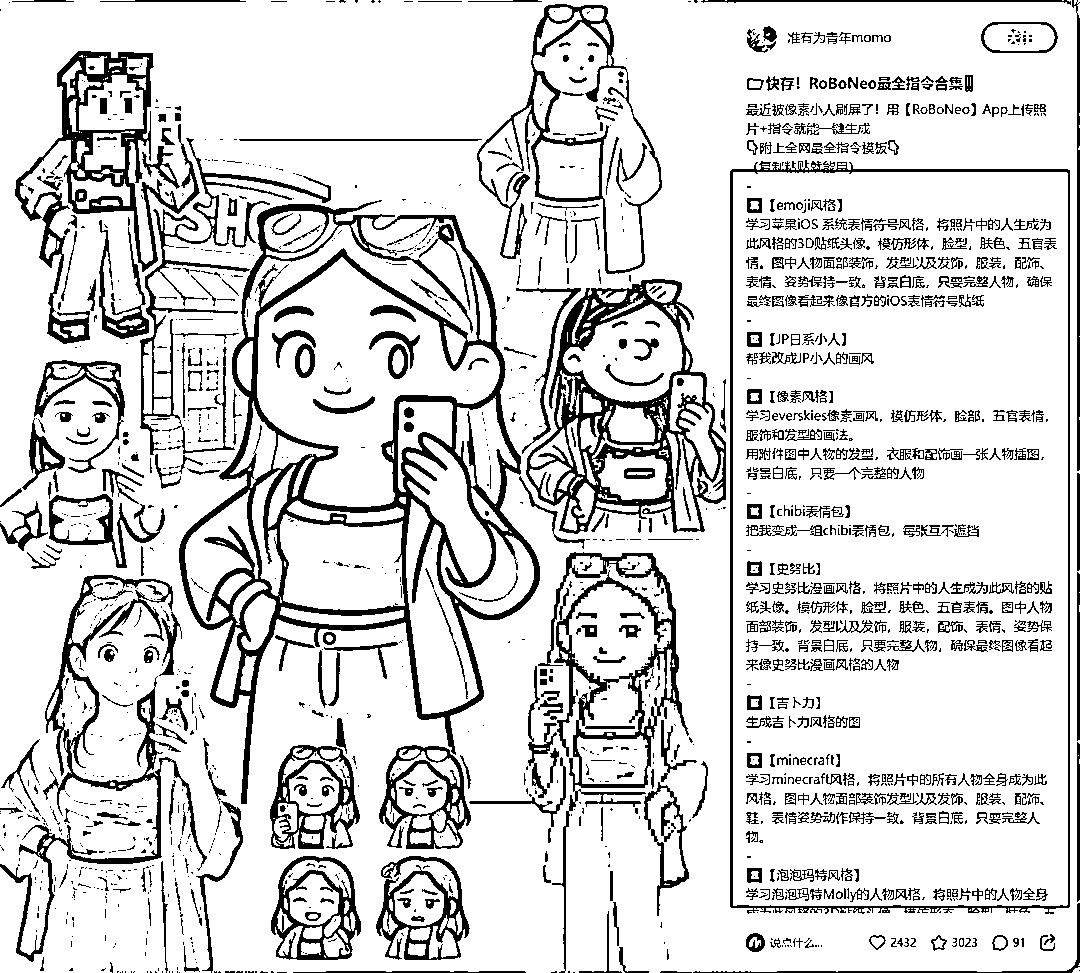 SHO
准有为青年momo
快存！RoBoNeo最全指令合集
最近被像素小人刷屏了！用【RoBoNeo】App上传照
片+指令就能一键生成
附上全网最全指令模板
（复制粘贴就能用）
-
【emoji风格】
学习苹果iOS 系统表情符号风格，将照片中的人生成为
此风格的3D贴纸头像。模仿形体，脸型，肤色、五官表
情。图中人物面部装饰，发型以及发饰，服装，配饰、
表情、姿势保持一致。背景白底，只要完整人物，确保
最终图像看起来像官方的iOS表情符号贴纸
-
【JP日系小人】
帮我改成JP小人的画风
-
【像素风格】
学习everskies像素画风，模仿形体，脸部，五官表情，
服饰和发型的画法。
用附件图中人物的发型，衣服和配饰画一张人物插图，
背景白底，只要一个完整的人物
-
【chibi表情包】
把我变成一组chibi表情包，每张互不遮挡
-
【史努比】
学习史努比漫画风格，将照片中的人生成为此风格的贴
纸头像。模仿形体，脸型，肤色、五官表情。图中人物
面部装饰，发型以及发饰，服装，配饰、表情、姿势保
持一致。背景白底，只要完整人物，确保最终图像看起
来像史努比漫画风格的人物
-
【吉卜力】
生成吉卜力风格的图
-
【minecraft】
学习minecraft风格，将照片中的所有人物全身成为此
风格，图中人物面部装饰发型以及发饰、服装、配饰、
鞋，表情姿势动作保持一致。背景白底，只要完整人
物。
-
【泡泡玛特风格】
学习泡泡玛特Molly的人物风格，将照片中的人物全身
说点什么...
2432
3023
91